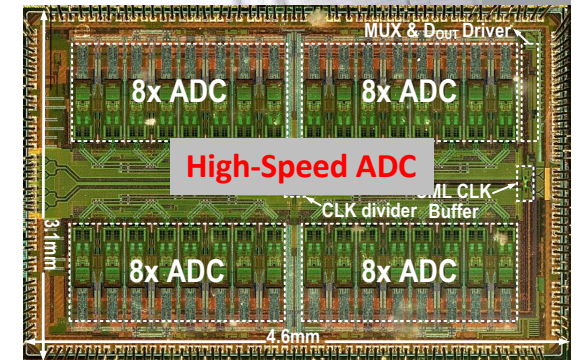 MUX & DOUT Driver
8x ADC
8x ADC
High-Speed ADC
CML CLK
Buffer
CLK divider
3.1mm
8x ADC
8x ADC
4.6mm